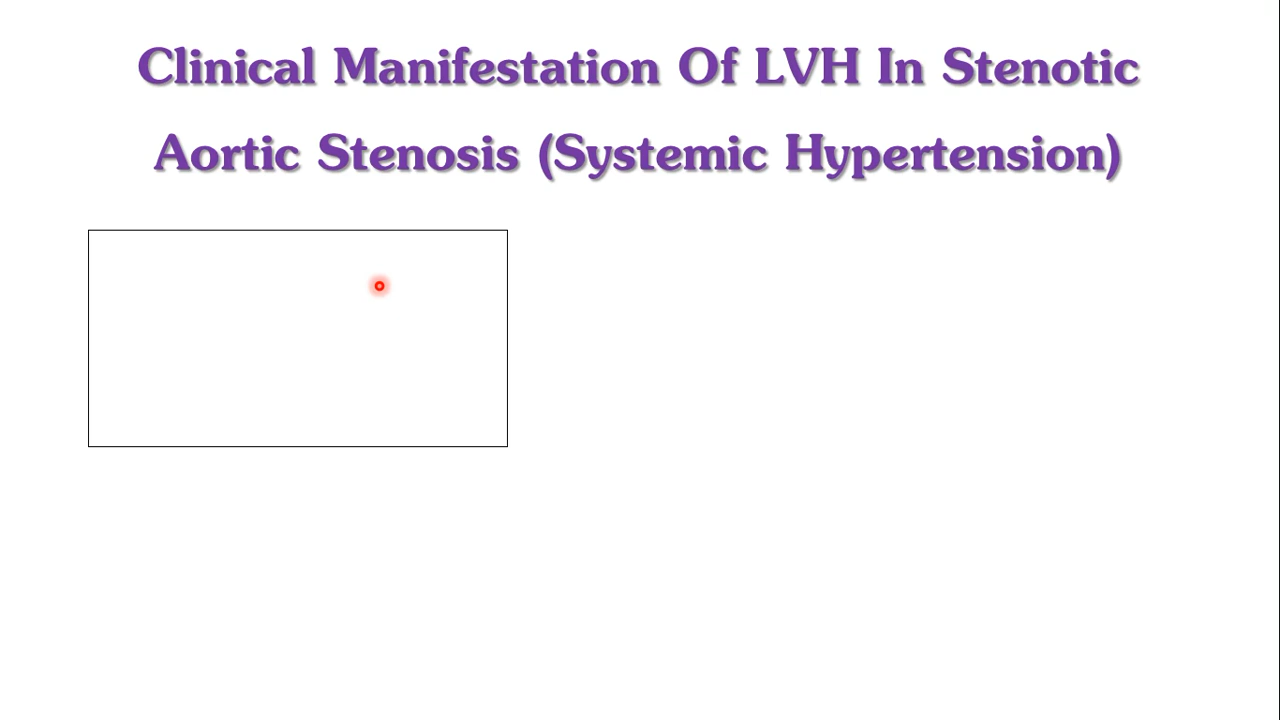 Clinical Manifestation Of LVH In Stenotic
Aortic Stenosis (Systemic Hypertension)